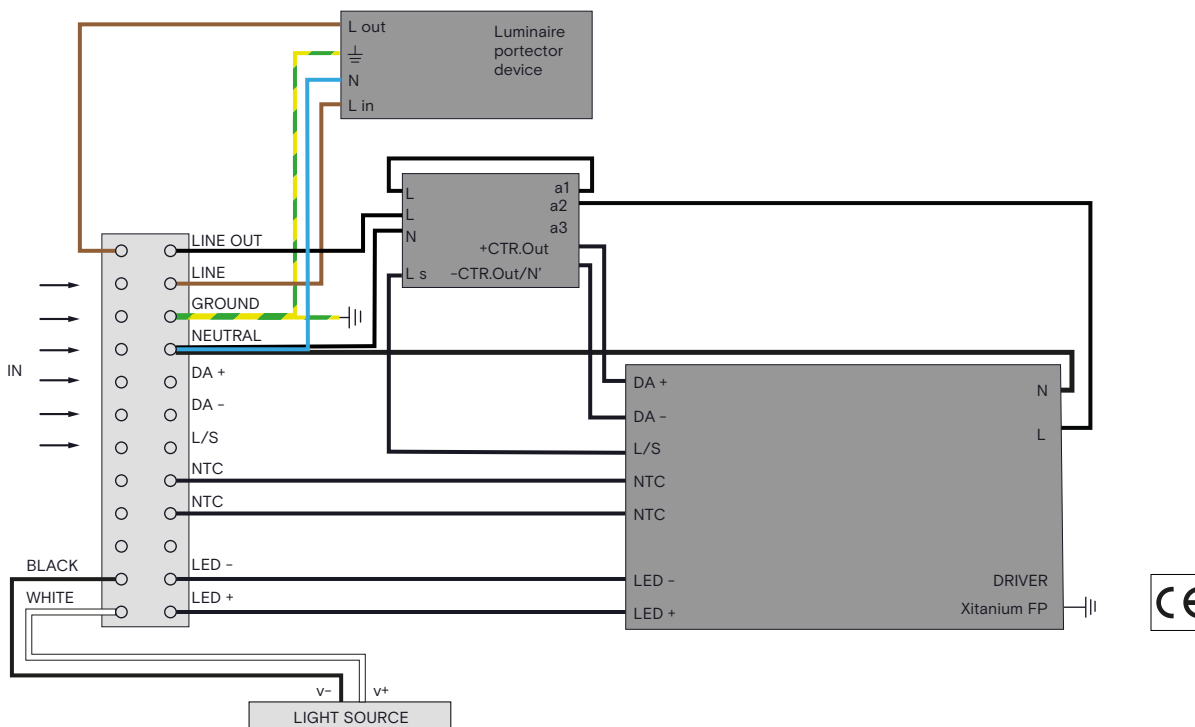 L out
Luminaire
portector
device
N
L in
L
a1
L
a2
N
a3
+CTR.Out
L s
-CTR.Out/N'
LINE OUT
LINE
GROUND
NEUTRAL
IN
DA +
DA -
L/S
NTC
NTC
BLACK
LED -
WHITE
LED +
DA +
N
DA -
L
L/S
NTC
NTC
LED -
DRIVER
LED +
Xitanium FP
CE
v-
v+
LIGHT SOURCE